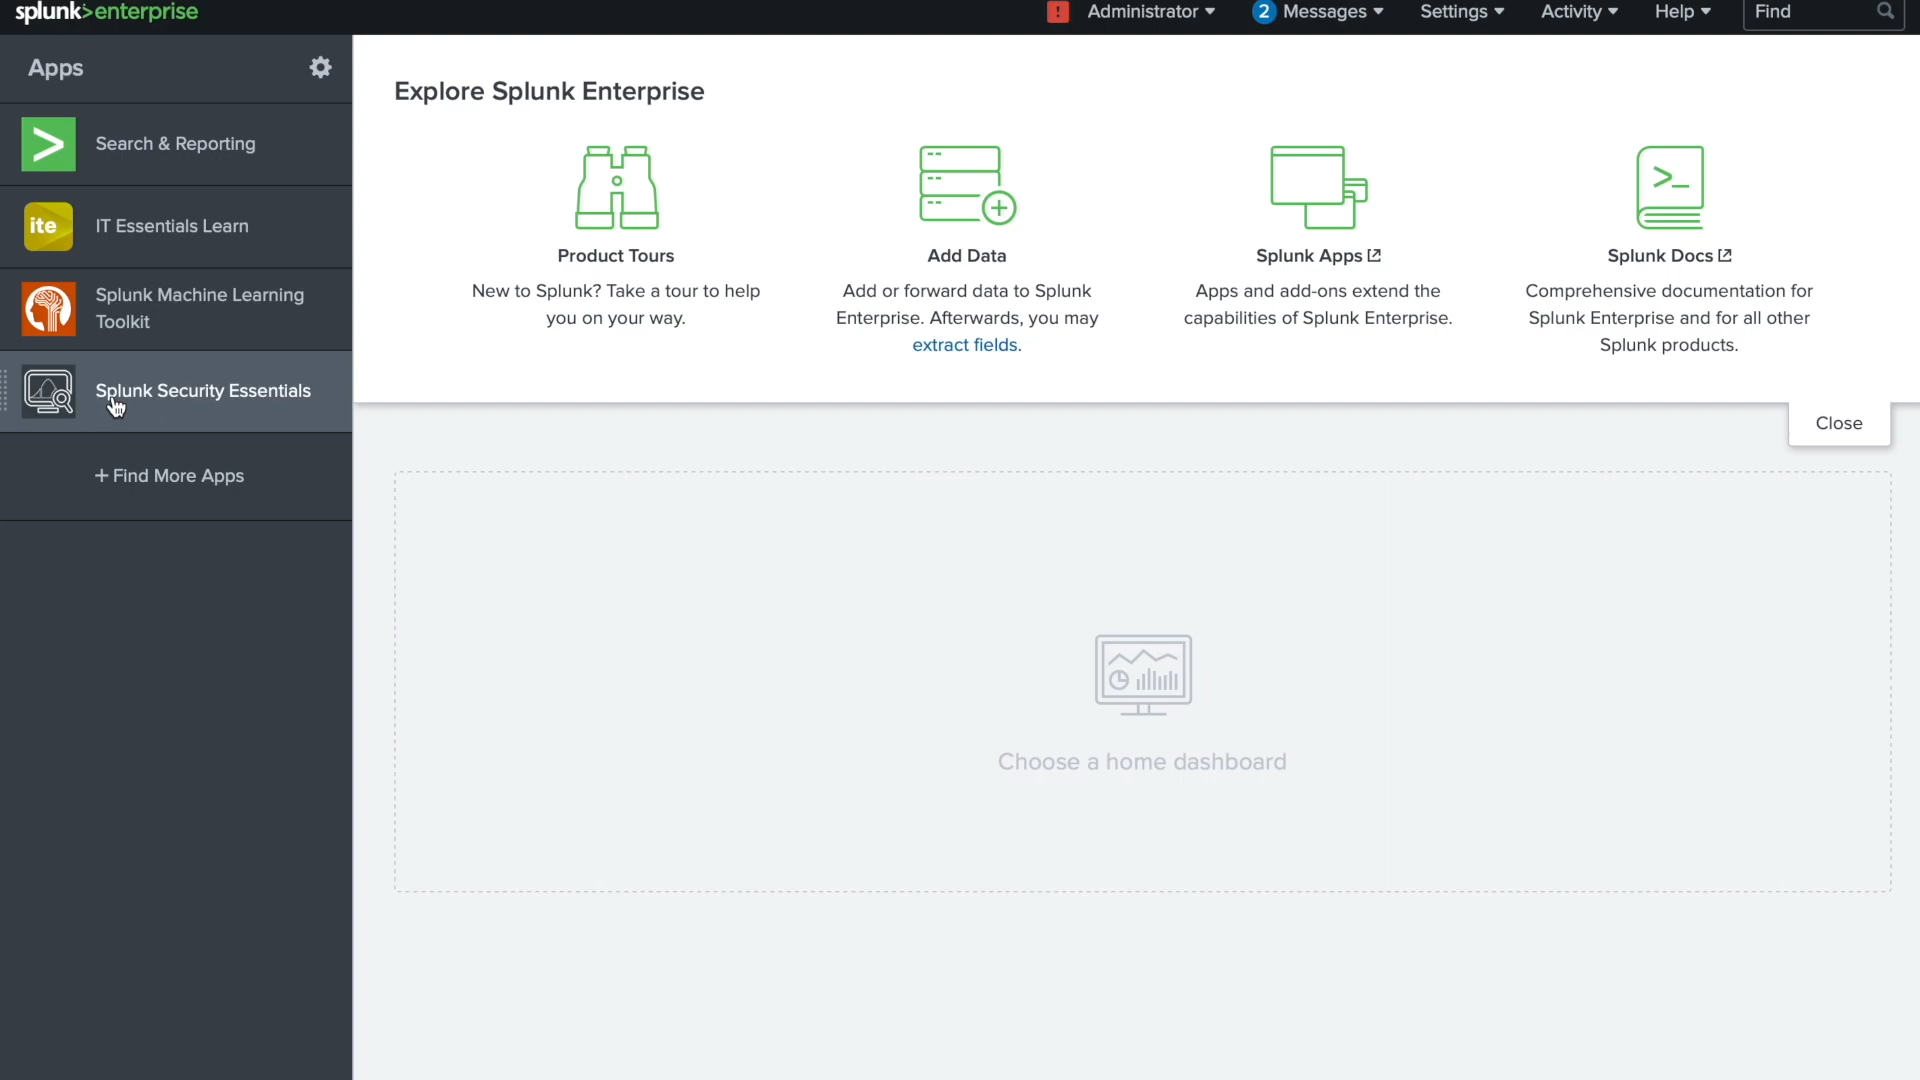 splunk>enterprise
! Administrator 2 Messages Settings Activity Help Find
Apps
Search & Reporting
ite IT Essentials Learn
Splunk Machine Learning
Toolkit
Splunk Security Essentials
+ Find More Apps
Explore Splunk Enterprise
Product Tours
New to Splunk? Take a tour to help
you on your way.
Add Data
Add or forward data to Splunk
Enterprise. Afterwards, you may
extract fields.
Splunk Apps
Apps and add-ons extend the
capabilities of Splunk Enterprise.
Splunk Docs
Comprehensive documentation for
Splunk Enterprise and for all other
Splunk products.
Close
Choose a home dashboard